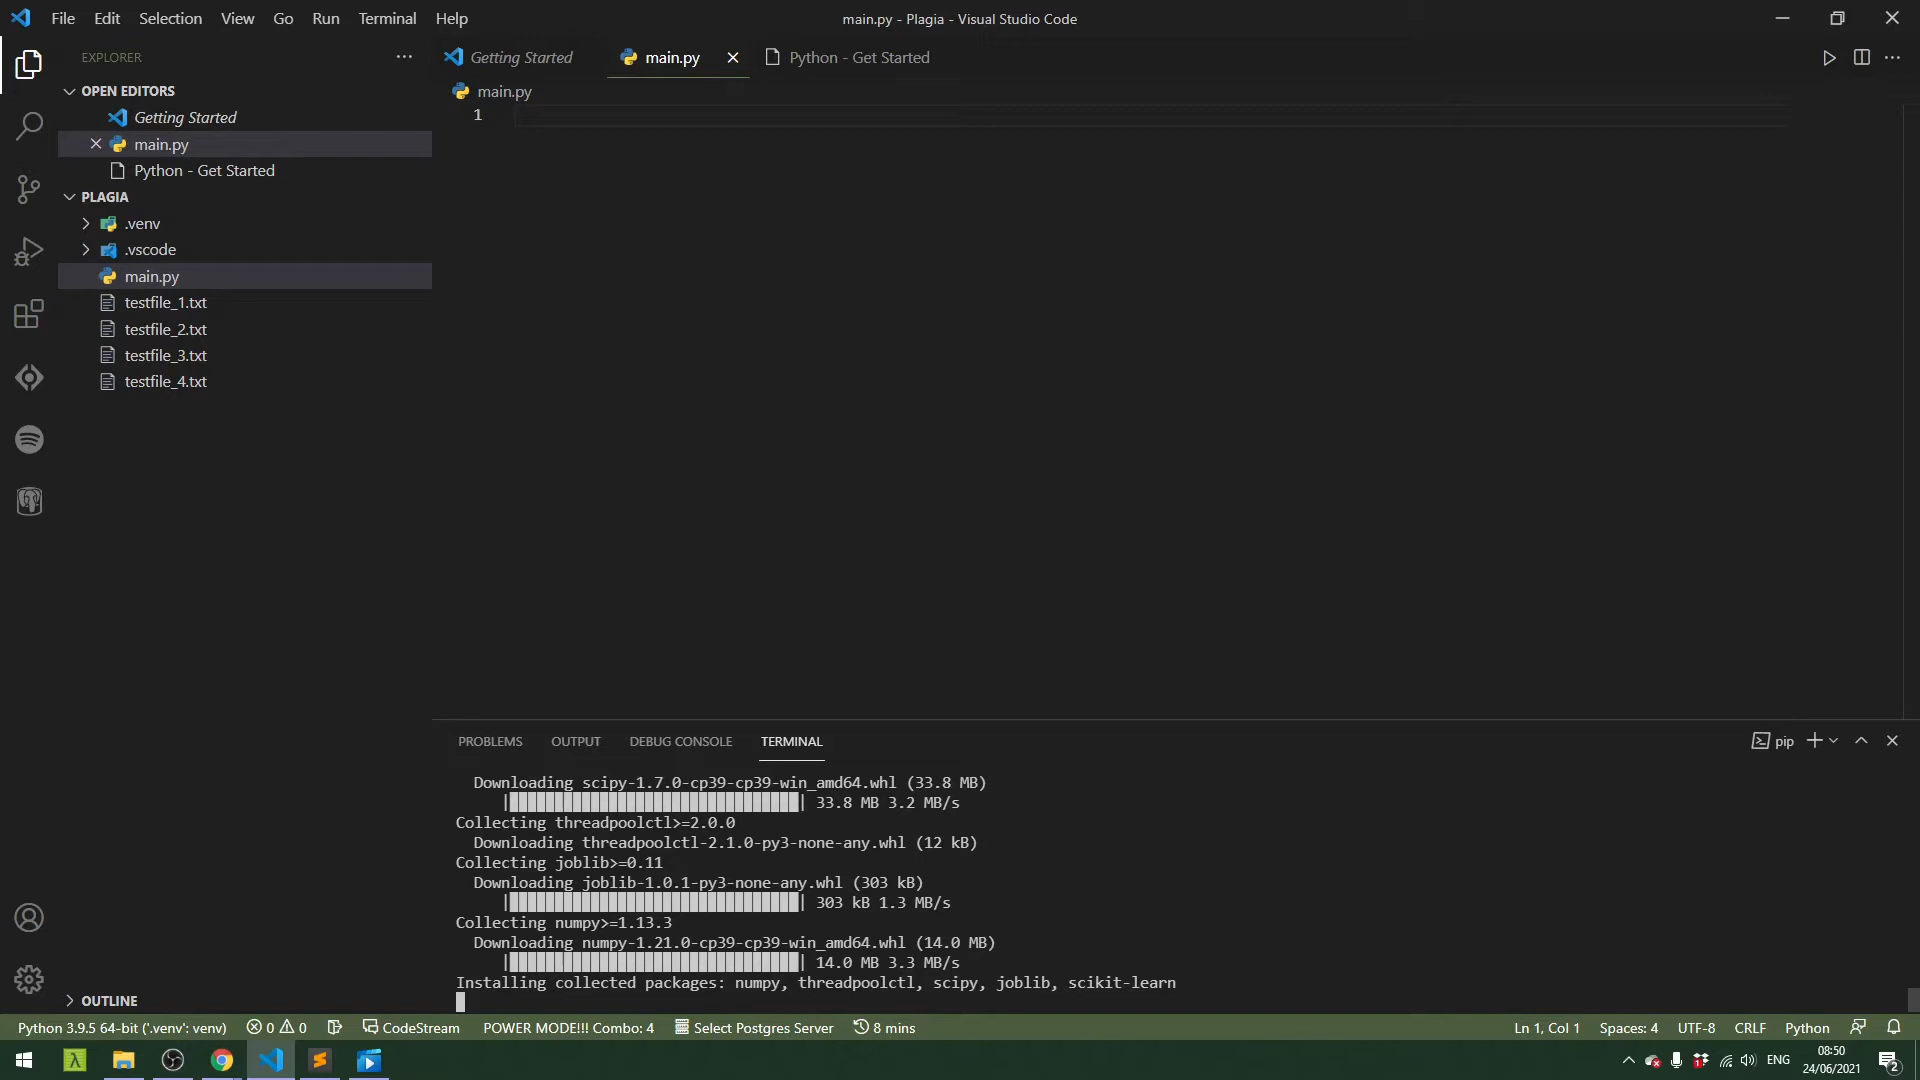 File Edit Selection View Go Run Terminal Help
main.py - Plagia - Visual Studio Code
EXPLORER
OPEN EDITORS
Getting Started
main.py
Python - Get Started
PLAGIA
.venv
.vscode
main.py
testfile_1.txt
testfile_2.txt
testfile_3.txt
testfile_4.txt
OUTLINE
Getting Started main.py Python - Get Started
main.py
1
PROBLEMS OUTPUT DEBUG CONSOLE TERMINAL
pip
Downloading scipy-1.7.0-cp39-cp39-win_amd64.whl (33.8 MB)
33.8 MB 3.2 MB/s
Collecting threadpoolctl>=2.0.0
Downloading threadpoolctl-2.1.0-py3-none-any.whl (12 kB)
Collecting joblib>=0.11
Downloading joblib-1.0.1-py3-none-any.whl (303 kB)
303 kB 1.3 MB/s
Collecting numpy>=1.13.3
Downloading numpy-1.21.0-cp39-cp39-win_amd64.whl (14.0 MB)
14.0 MB 3.3 MB/s
Installing collected packages: numpy, threadpoolctl, scipy, joblib, scikit-learn
Python 3.9.5 64-bit ('.venv': venv) 0 0 CodeStream POWER MODE!!! Combo: 4 Select Postgres Server 8 mins Ln 1, Col 1 Spaces: 4 UTF-8 CRLF Python
ENG
08:50
24/06/2021
2